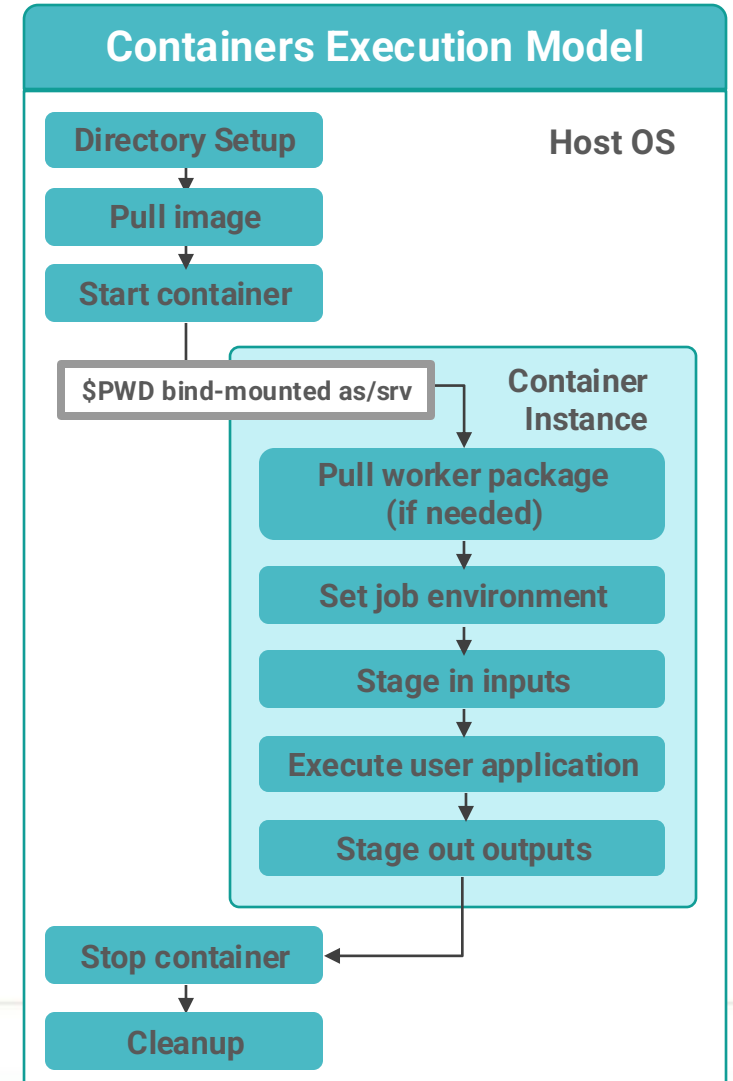 Containers Execution Model
Directory Setup
Host OS
Pull image
Start container
$PWD bind-mounted as/srv
Container
Instance
Pull worker package
(if needed)
Set job environment
Stage in inputs
Execute user application
Stage out outputs
Stop container
Cleanup